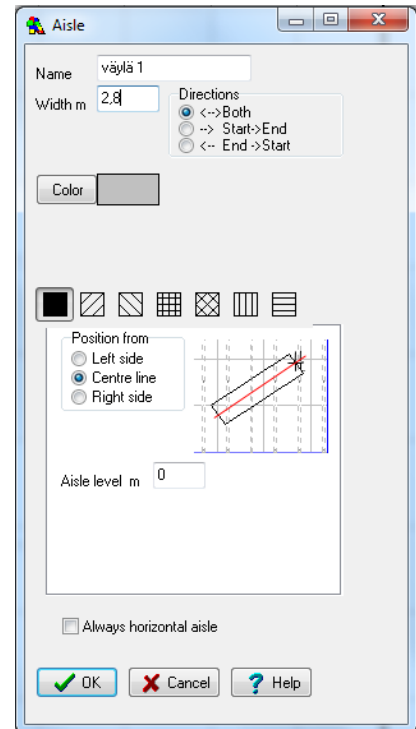 Aisle
Name väylä 1
Width m 2,8
Directions
<-->Both
--> Start->End
<-- End->Start
Color
Position from
Left side
Centre line
Right side
Aisle level m 0
Always horizontal aisle
OK Cancel ? Help